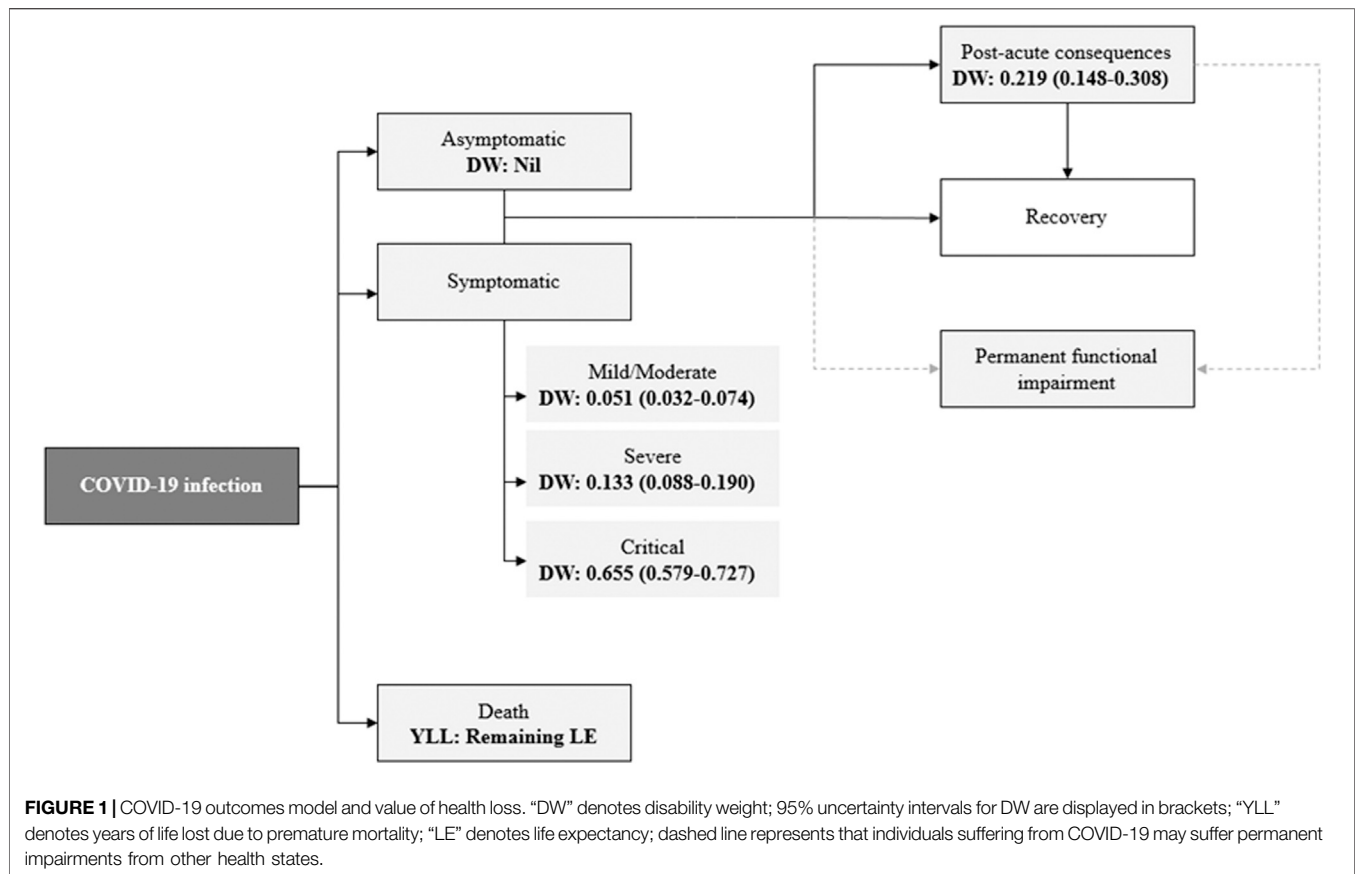 Post-acute consequences
DW: 0.219 (0.148-0.308)
Asymptomatic
DW: Nil
Recovery
Symptomatic
Mild/Moderate
DW: 0.051 (0.032-0.074)
Permanent functional
impairment
Severe
DW: 0.133 (0.088-0.190)
COVID-19 infection
Critical
DW: 0.655 (0.579-0.727)
Death
YLL: Remaining LE
FIGURE 1 | COVID-19 outcomes model and value of health loss. “DW” denotes disability weight; 95% uncertainty intervals for DW are displayed in brackets; “YLL”
denotes years of life lost due to premature mortality; “LE” denotes life expectancy; dashed line represents that individuals suffering from COVID-19 may suffer permanent
impairments from other health states.